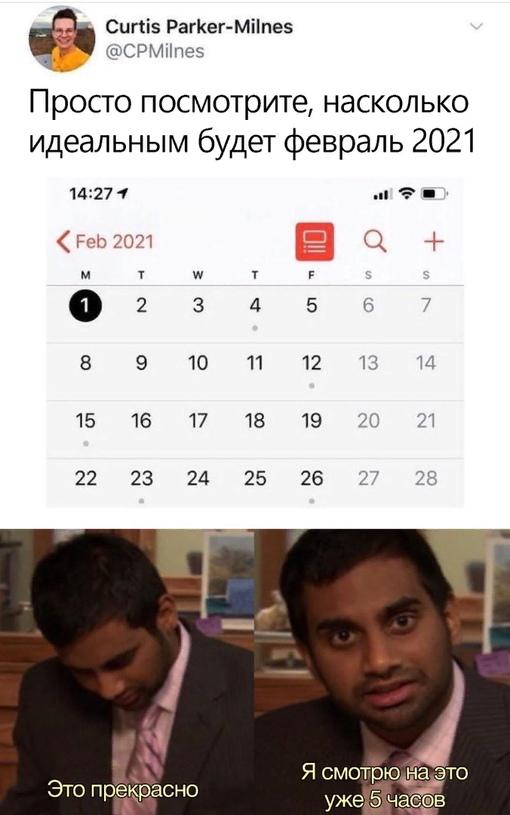 Curtis Parker-Milnes
@CPMilnes
Просто посмотрите, насколько
идеальным будет февраль 2021
14:27
Feb 2021
M T W T F S S
1 2 3 4 5 6 7
8 9 10 11 12 13 14
15 16 17 18 19 20 21
22 23 24 25 26 27 28
Это прекрасно
Я смотрю на это
уже 5 часов